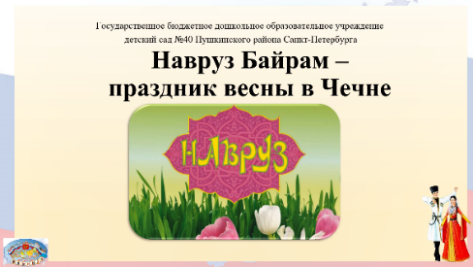 Государственное бюджетное дошкольное образовательное учреждение
детский сад №40 Пушкинского района Санкт-Петербурга
Навруз Байрам –
праздник весны в Чечне
НАВРУЗ